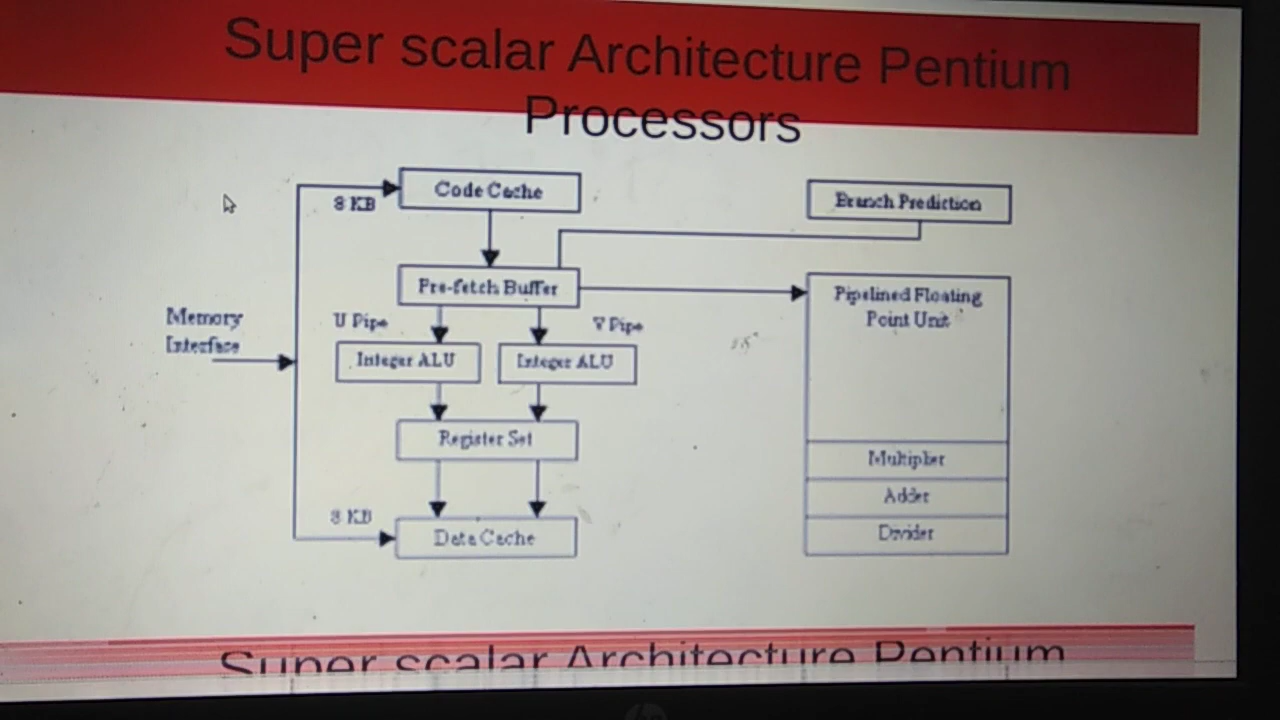 Super scalar Architecture Pentium
Processors
Code Cache
8 KB
Branch Prediction
Pre-fetch Buffer
Pipelined Floating
Point Unit
Memory
Interface
U Pipe
V Pipe
Integer ALU
Integer ALU
Register Set
Multiplier
Adder
Divider
8 KB
Data Cache
Super scalar Architecture Pentium
hp